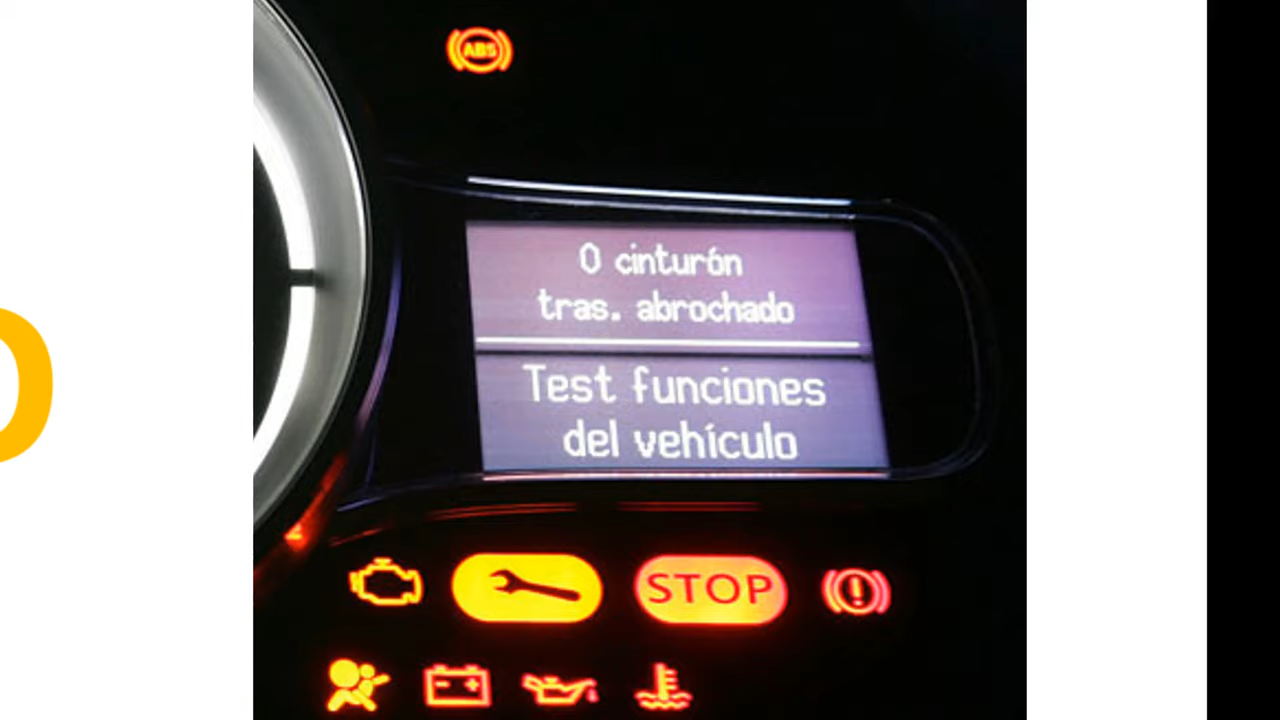 ABS
0 cinturón
tras. abrochado
Test funciones
del vehículo
STOP